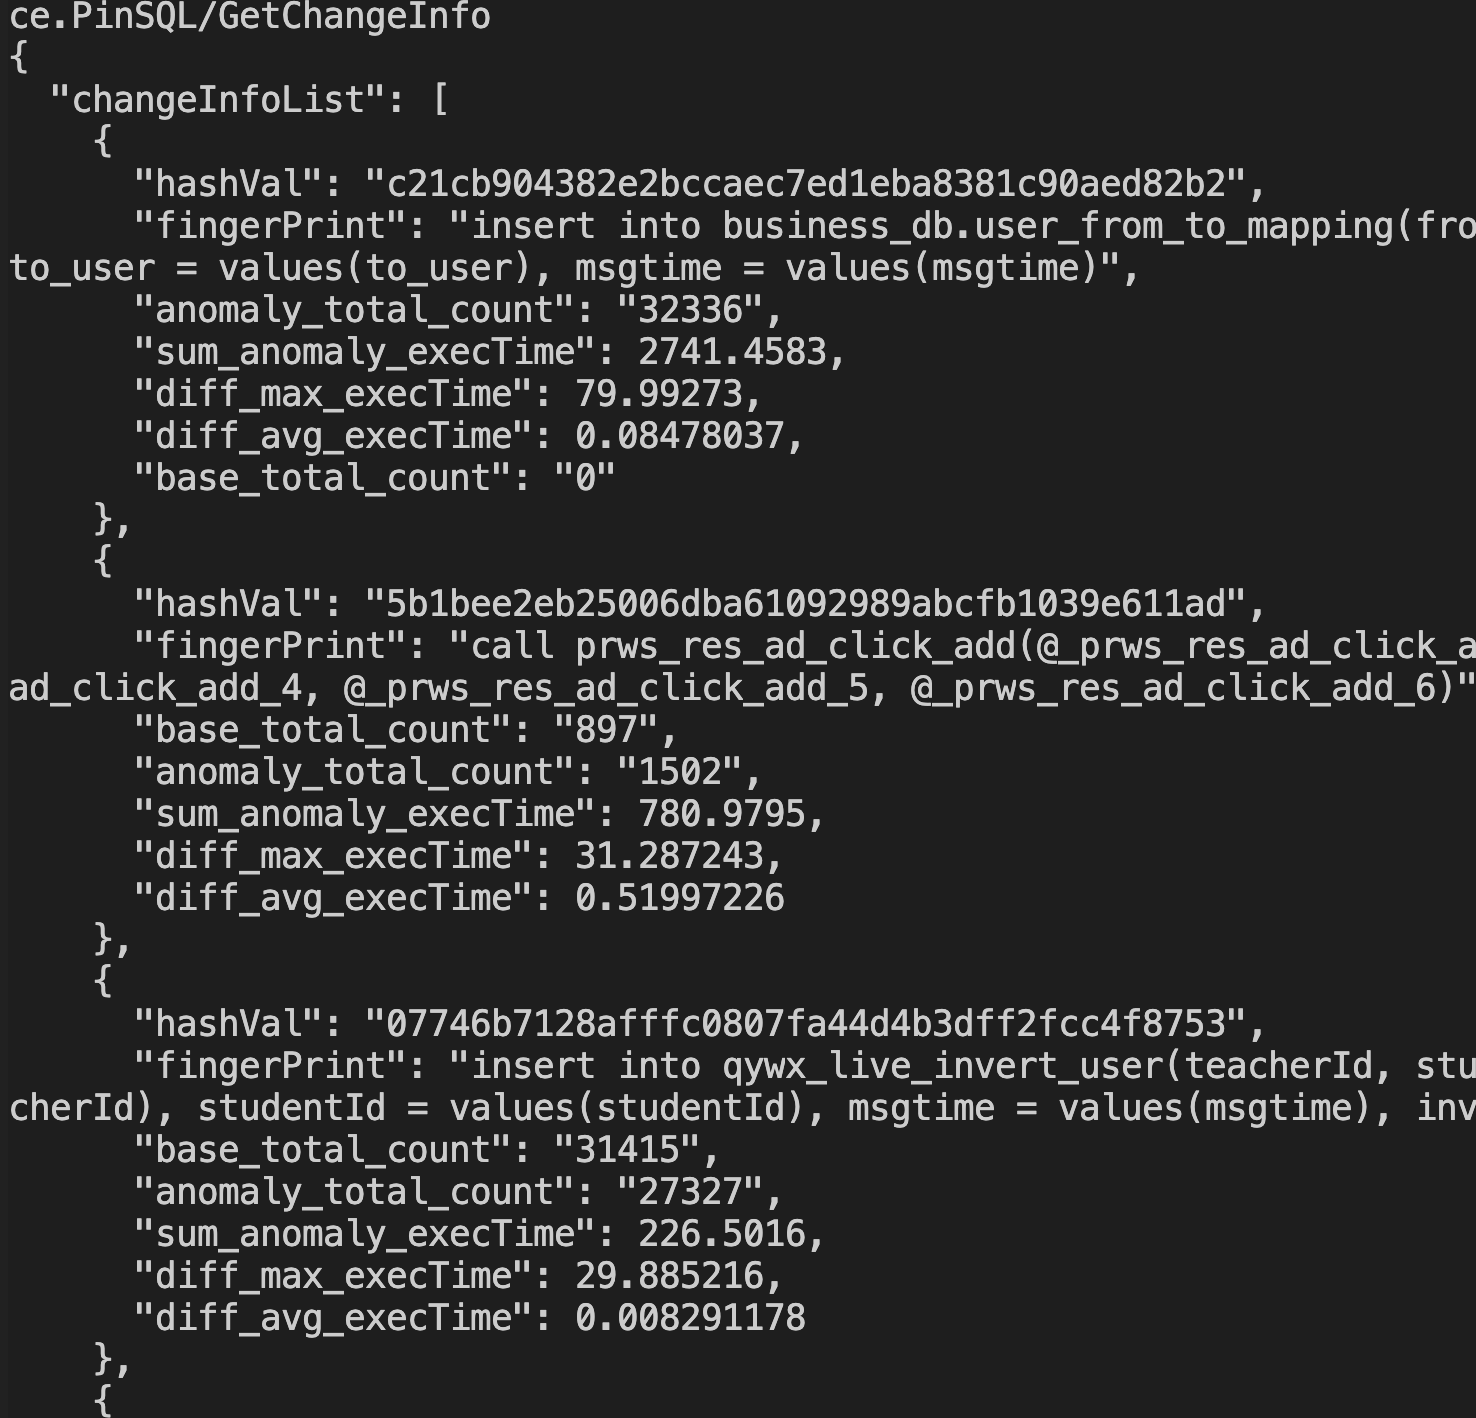 ce.PinSQL/GetChangeInfo
{
  "changeInfoList": [
    {
      "hashVal": "c21cb904382e2bccaec7ed1eba8381c90aed82b2",
      "fingerPrint": "insert into business_db.user_from_to_mapping(fro
to_user = values(to_user), msgtime = values(msgtime)",
      "anomaly_total_count": "32336",
      "sum_anomaly_execTime": 2741.4583,
      "diff_max_execTime": 79.99273,
      "diff_avg_execTime": 0.08478037,
      "base_total_count": "0"
    },
    {
      "hashVal": "5b1bee2eb25006dba61092989abcfb1039e611ad",
      "fingerPrint": "call prws_res_ad_click_add(@_prws_res_ad_click_a
ad_click_add_4, @_prws_res_ad_click_add_5, @_prws_res_ad_click_add_6)"
      "base_total_count": "897",
      "anomaly_total_count": "1502",
      "sum_anomaly_execTime": 780.9795,
      "diff_max_execTime": 31.287243,
      "diff_avg_execTime": 0.51997226
    },
    {
      "hashVal": "07746b7128afffc0807fa44d4b3dff2fcc4f8753",
      "fingerPrint": "insert into qywx_live_invert_user(teacherId, stu
cherId), studentId = values(studentId), msgtime = values(msgtime), inv
      "base_total_count": "31415",
      "anomaly_total_count": "27327",
      "sum_anomaly_execTime": 226.5016,
      "diff_max_execTime": 29.885216,
      "diff_avg_execTime": 0.008291178
    },
    {